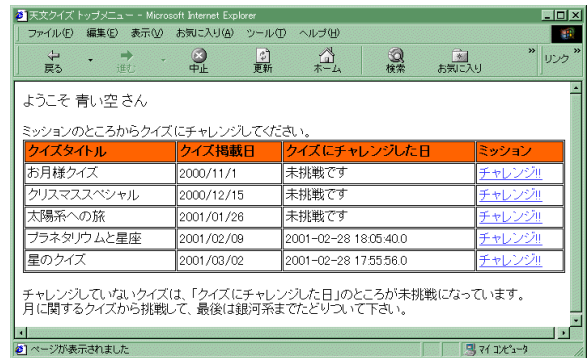 天文クイズ トップメニュー - Microsoft Internet Explorer
ファイル(F) 編集(E) 表示(V) お気に入り(A) ツール(T) ヘルプ(H)
戻る 進む 中止 更新 ホーム 検索 お気に入り » リンク »
ようこそ 青い空 さん
ミッションのところからクイズにチャレンジしてください。
クイズタイトル クイズ掲載日 クイズにチャレンジした日 ミッション
お月様クイズ 2000/11/1 未挑戦です チャレンジ!!
クリスマススペシャル 2000/12/15 未挑戦です チャレンジ!!
太陽系への旅 2001/01/26 未挑戦です チャレンジ!!
プラネタリウムと星座 2001/02/09 2001-02-28 18:05:40.0 チャレンジ!!
星のクイズ 2001/03/02 2001-02-28 17:55:56.0 チャレンジ!!
チャレンジしていないクイズは、「クイズにチャレンジした日」のところが未挑戦になっています。
月に関するクイズから挑戦して、最後は銀河系までたどりついて下さい。
ページが表示されました マイ コンピュータ